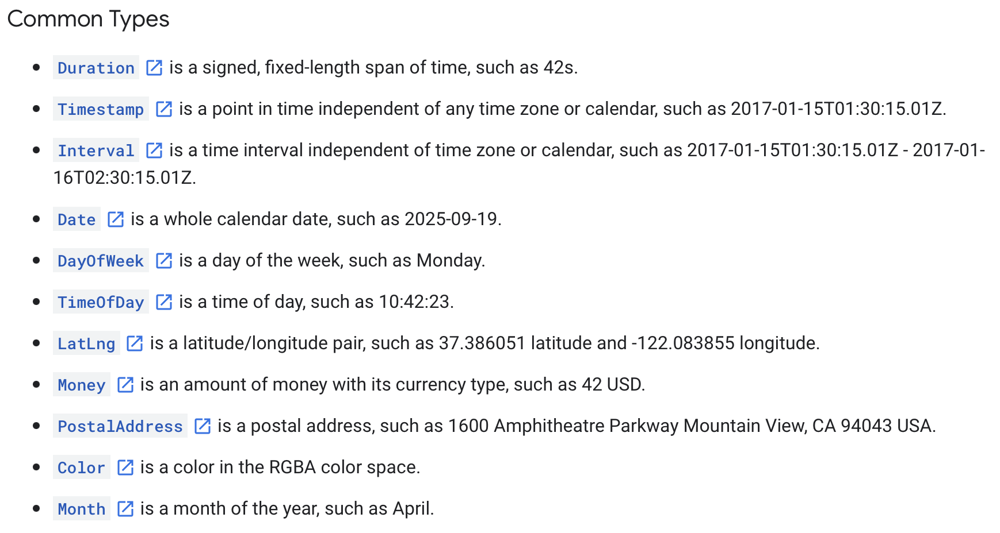 Common Types
• Duration is a signed, fixed-length span of time, such as 42s.
• Timestamp is a point in time independent of any time zone or calendar, such as 2017-01-15T01:30:15.01Z.
• Interval is a time interval independent of time zone or calendar, such as 2017-01-15T01:30:15.01Z - 2017-01-
16T02:30:15.01Z.
• Date is a whole calendar date, such as 2025-09-19.
• DayOfWeek is a day of the week, such as Monday.
• TimeOfDay is a time of day, such as 10:42:23.
• LatLng is a latitude/longitude pair, such as 37.386051 latitude and -122.083855 longitude.
• Money is an amount of money with its currency type, such as 42 USD.
• PostalAddress is a postal address, such as 1600 Amphitheatre Parkway Mountain View, CA 94043 USA.
• Color is a color in the RGBA color space.
• Month is a month of the year, such as April.